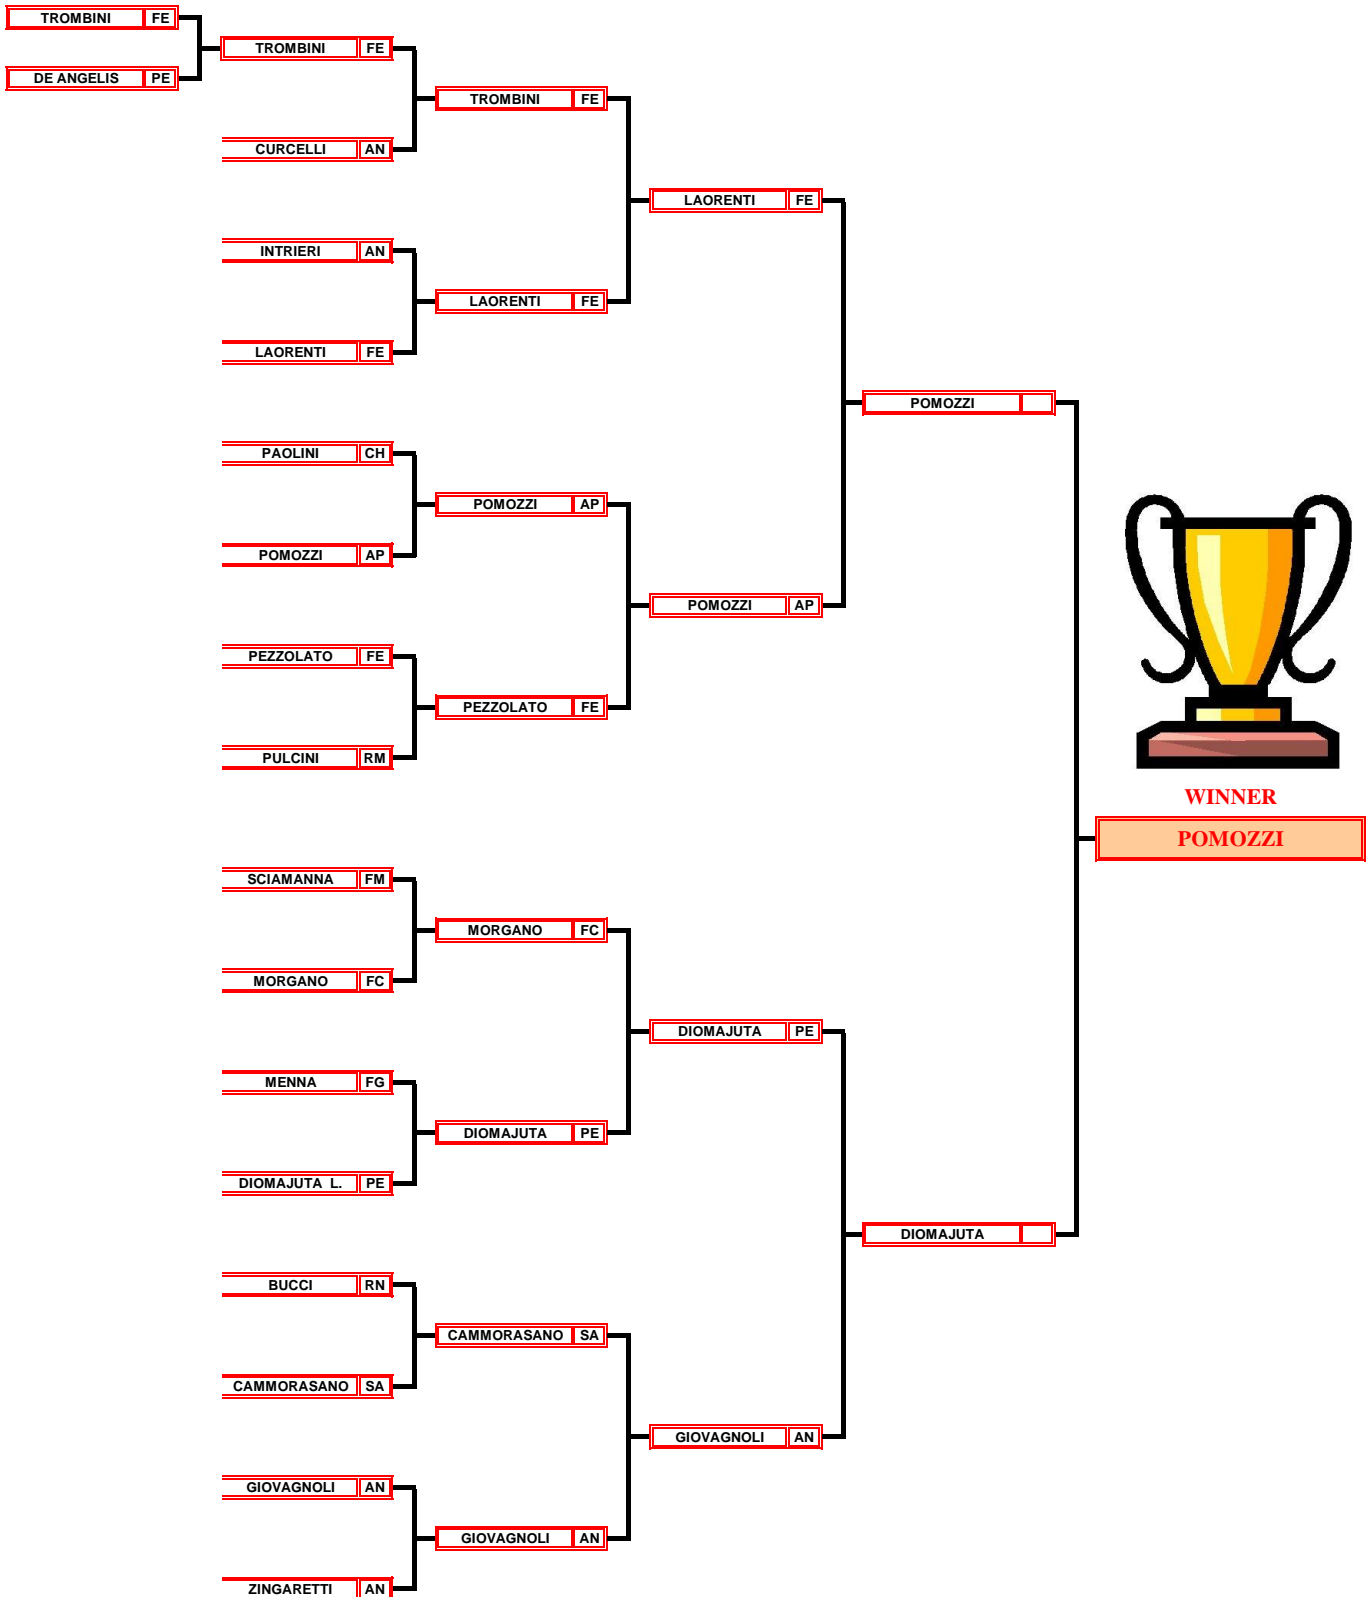 TROMBINI FE
TROMBINI FE
DE ANGELIS PE
TROMBINI FE
CURCELLI AN
LAORENTI FE
INTRIERI AN
LAORENTI FE
LAORENTI FE
POMOZZI
PAOLINI CH
POMOZZI AP
POMOZZI AP
POMOZZI AP
PEZZOLATO FE
PEZZOLATO FE
PULCINI RM
WINNER
POMOZZI
SCIAMANNA FM
MORGANO FC
MORGANO FC
DIOMAJUTA PE
MENNA FG
DIOMAJUTA PE
DIOMAJUTA L. PE
DIOMAJUTA
BUCCI RN
CAMMORASANO SA
CAMMORASANO SA
GIOVAGNOLI AN
GIOVAGNOLI AN
GIOVAGNOLI AN
ZINGARETTI AN